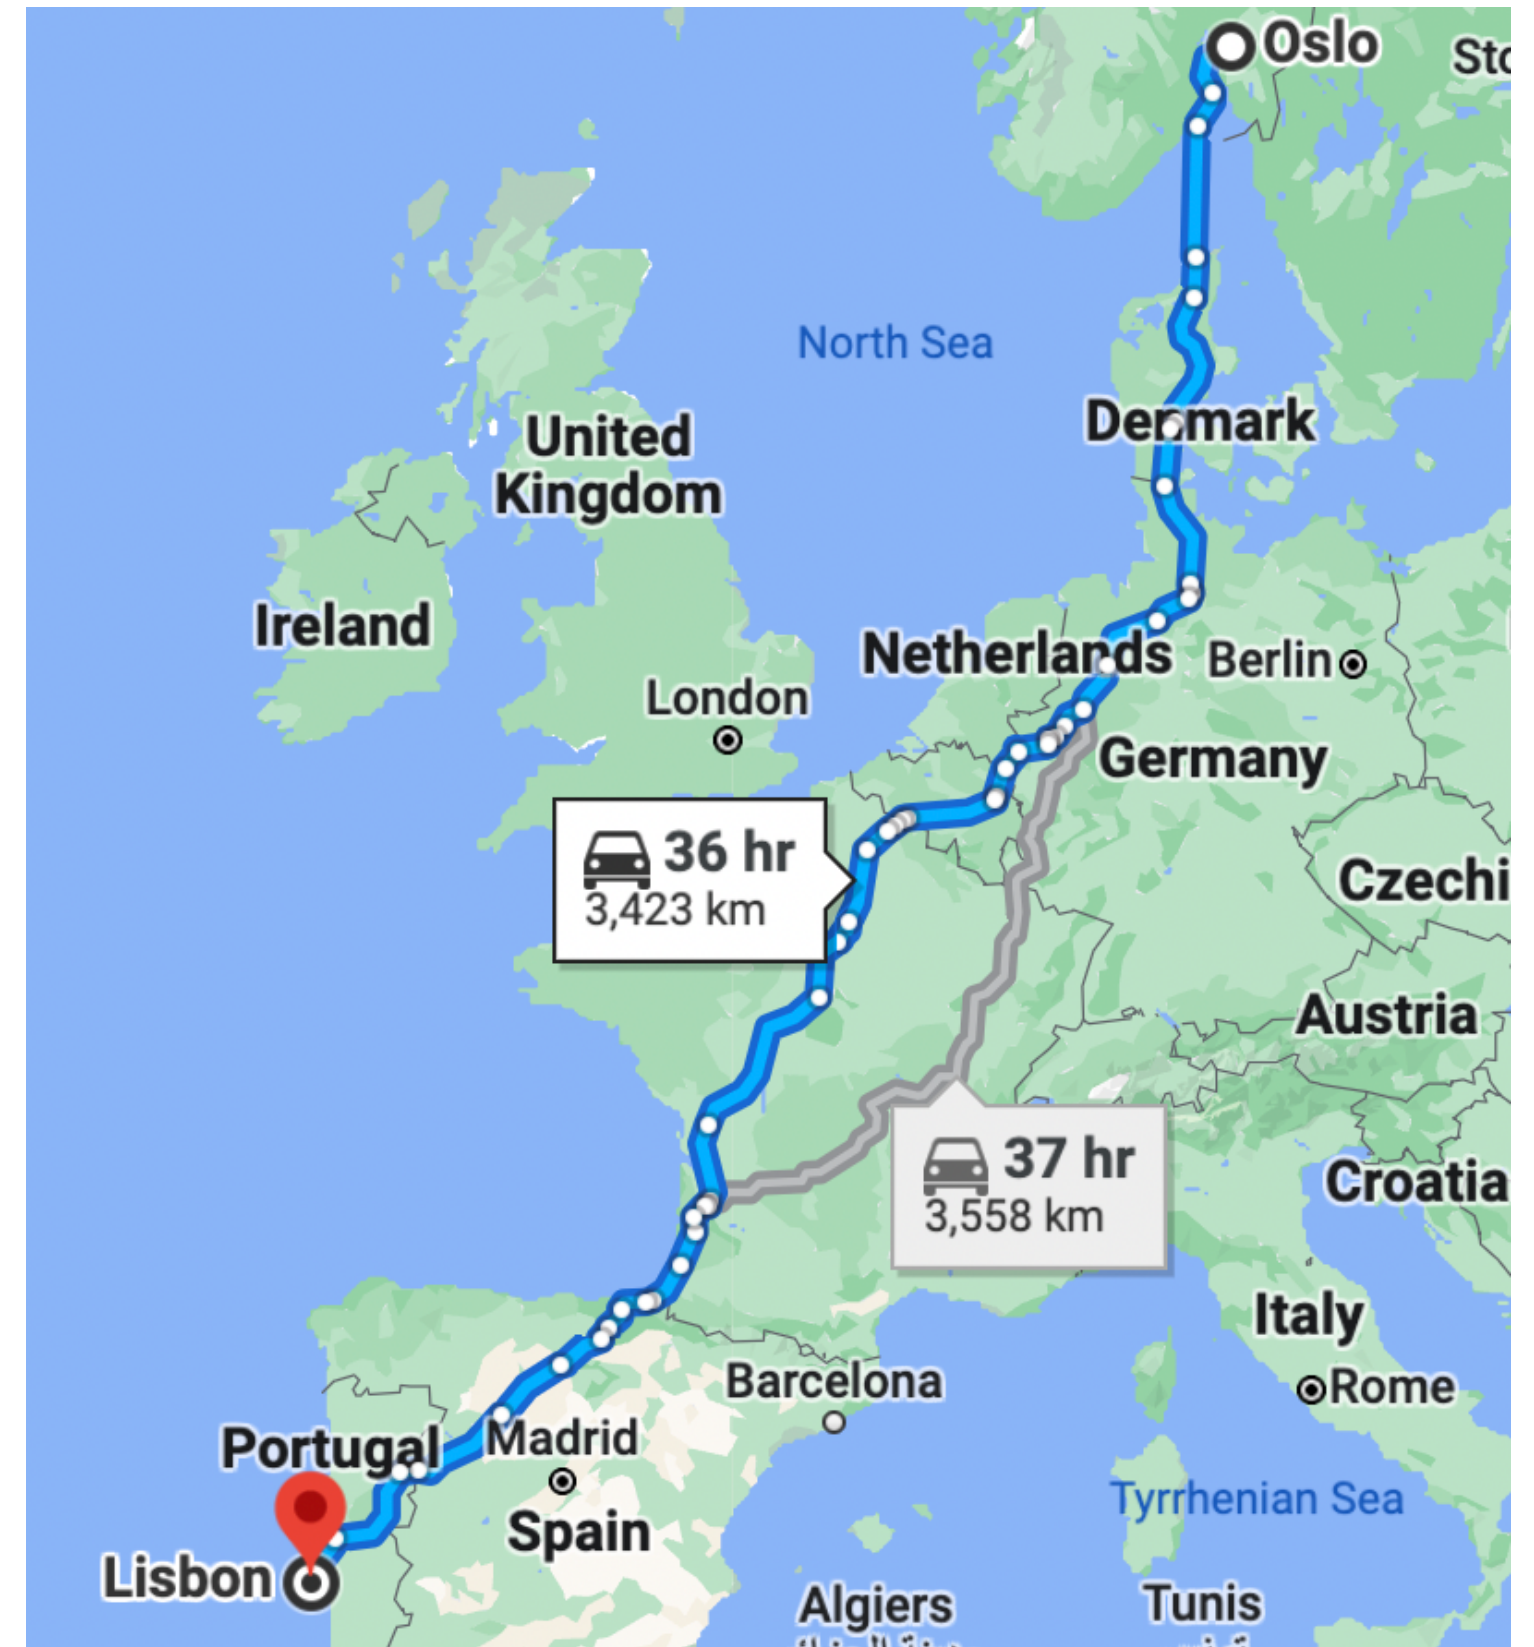 Oslo
North Sea
United
Kingdom
Denmark
Ireland
Netherlands
Berlin
London
Germany
36 hr
3,423 km
Czechi
Austria
37 hr
3,558 km
Croatia
Italy
Barcelona
Rome
Portugal
Madrid
Tyrrhenian Sea
Spain
Lisbon
Algiers
Tunis